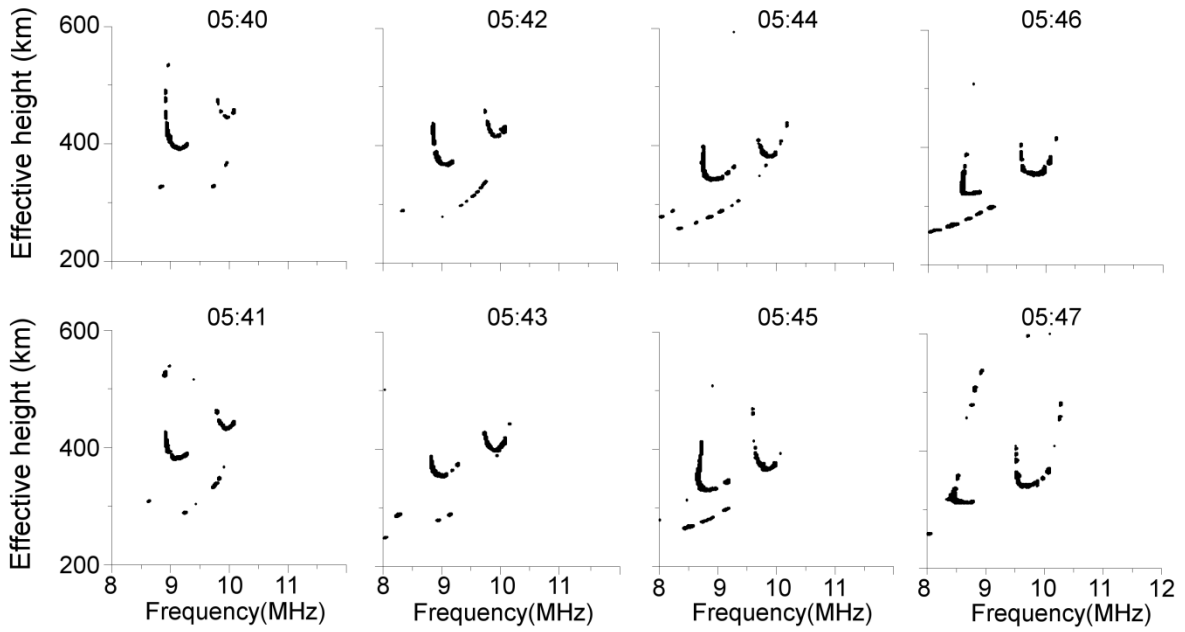 05:40 05:42 05:44 05:46
Effective height (km)
600
400
200
05:41 05:43 05:45 05:47
Effective height (km)
600
400
200
8 9 10 11 8 9 10 11 8 9 10 11 8 9 10 11 12
Frequency(MHz) Frequency(MHz) Frequency(MHz) Frequency(MHz)